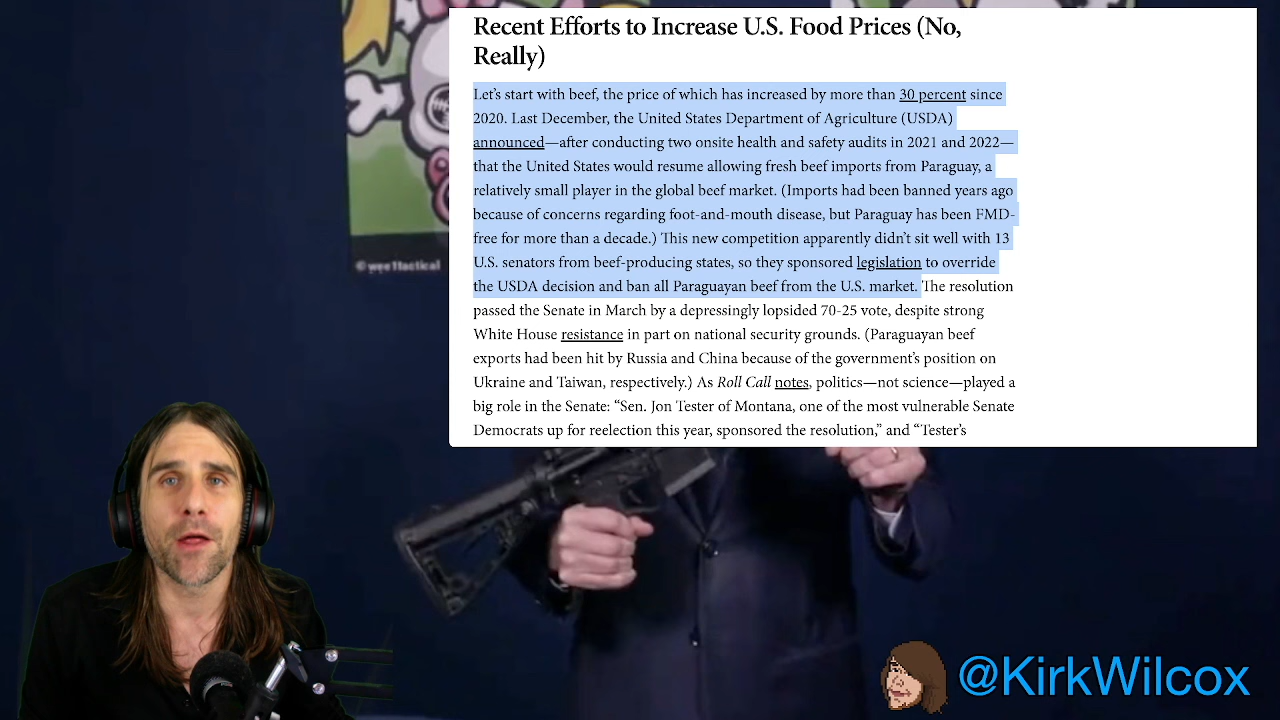 Recent Efforts to Increase U.S. Food Prices (No,
Really)
Let's start with beef, the price of which has increased by more than 30 percent since
2020. Last December, the United States Department of Agriculture (USDA)
announced—after conducting two onsite health and safety audits in 2021 and 2022—
that the United States would resume allowing fresh beef imports from Paraguay, a
relatively small player in the global beef market. (Imports had been banned years ago
because of concerns regarding foot-and-mouth disease, but Paraguay has been FMD-
free for more than a decade.) This new competition apparently didn't sit well with 13
U.S. senators from beef-producing states, so they sponsored legislation to override
the USDA decision and ban all Paraguayan beef from the U.S. market. The resolution
passed the Senate in March by a depressingly lopsided 70-25 vote, despite strong
White House resistance in part on national security grounds. (Paraguayan beef
exports had been hit by Russia and China because of the government's position on
Ukraine and Taiwan, respectively.) As Roll Call notes, politics—not science—played a
big role in the Senate: “Sen. Jon Tester of Montana, one of the most vulnerable Senate
Democrats up for reelection this year, sponsored the resolution,” and “Tester's
©wee1tactical
@KirkWilcox